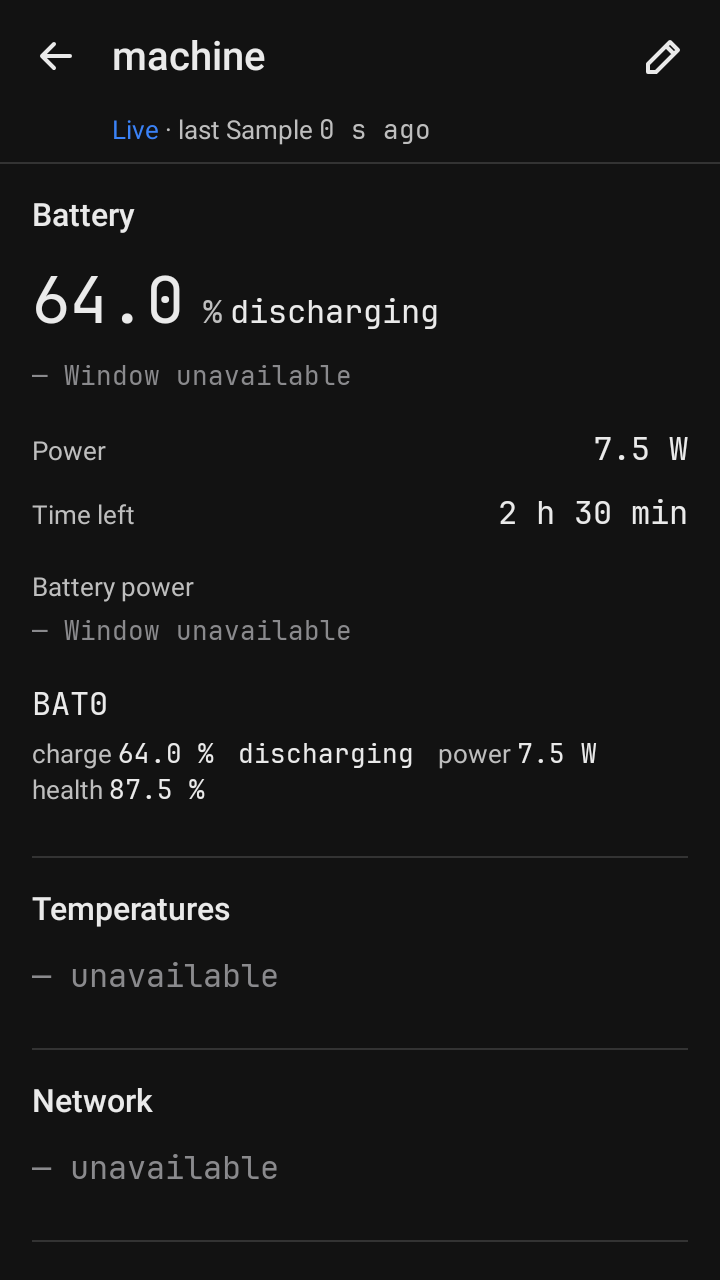 machine
Live · last Sample 0 s ago
Battery
64.0 % discharging
— Window unavailable
Power 7.5 W
Time left 2 h 30 min
Battery power
— Window unavailable
BAT0
charge 64.0 % discharging power 7.5 W
health 87.5 %
Temperatures
— unavailable
Network
— unavailable